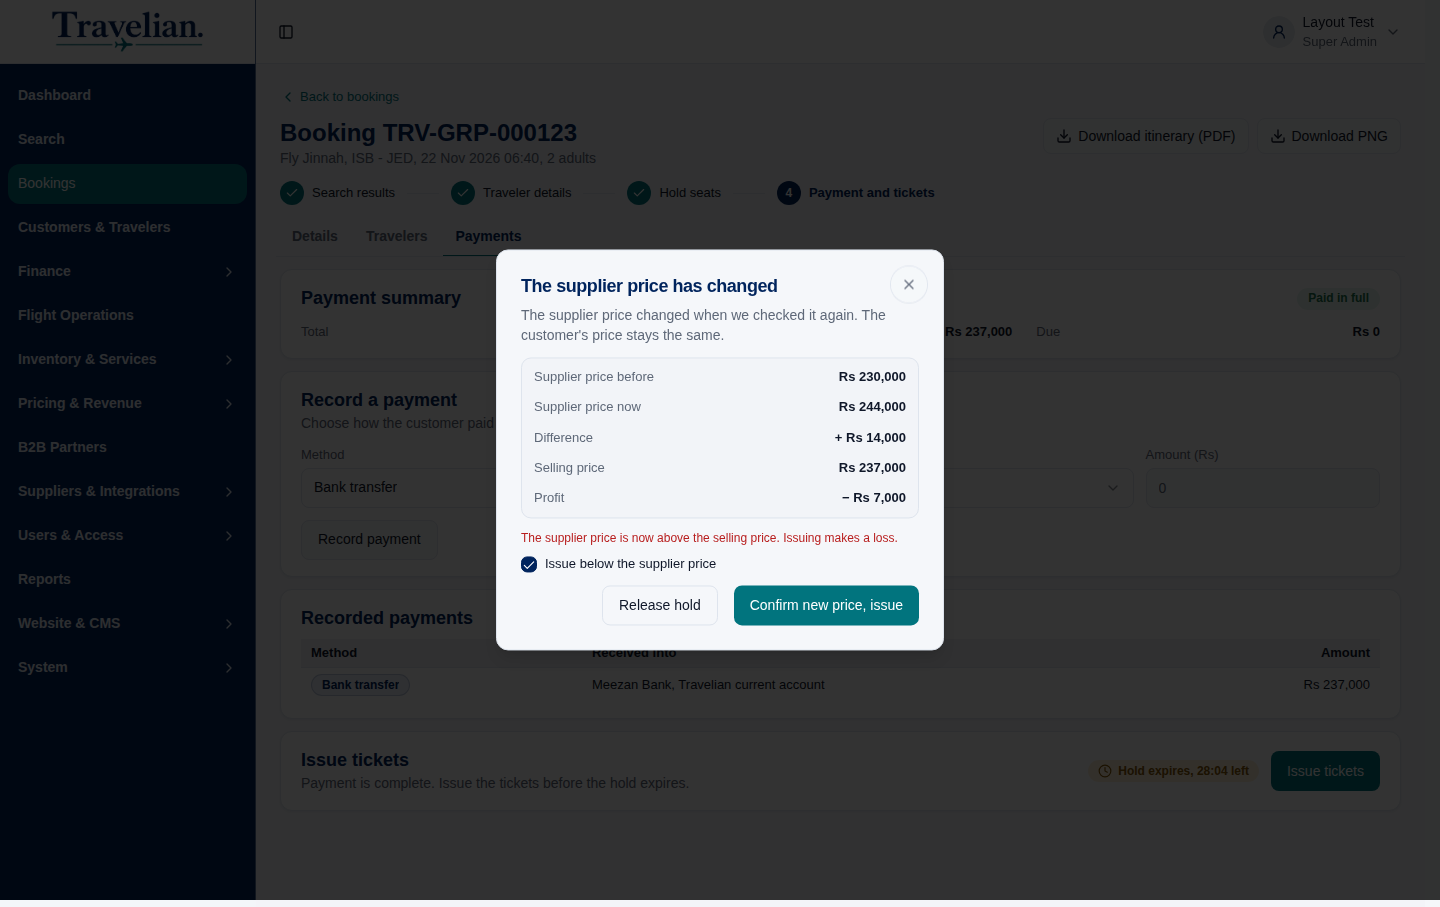 Travelian.
Layout Test
Super Admin
Dashboard
Search
Bookings
Customers & Travelers
Finance
Flight Operations
Inventory & Services
Pricing & Revenue
B2B Partners
Suppliers & Integrations
Users & Access
Reports
Website & CMS
System
Back to bookings
Booking TRV-GRP-000123
Fly Jinnah, ISB - JED, 22 Nov 2026 06:40, 2 adults
Download itinerary (PDF)
Download PNG
Search results
Traveler details
Hold seats
4 Payment and tickets
Details Travelers Payments
Payment summary
Paid in full
Total
Rs 237,000
Due
Rs 0
Record a payment
Choose how the customer paid
Method
Bank transfer
Amount (Rs)
0
Record payment
The supplier price has changed
The supplier price changed when we checked it again. The
customer's price stays the same.
Supplier price before Rs 230,000
Supplier price now Rs 244,000
Difference + Rs 14,000
Selling price Rs 237,000
Profit − Rs 7,000
The supplier price is now above the selling price. Issuing makes a loss.
Issue below the supplier price
Release hold
Confirm new price, issue
Recorded payments
Method Received into Amount
Bank transfer Meezan Bank, Travelian current account Rs 237,000
Issue tickets
Payment is complete. Issue the tickets before the hold expires.
Hold expires, 28:04 left
Issue tickets